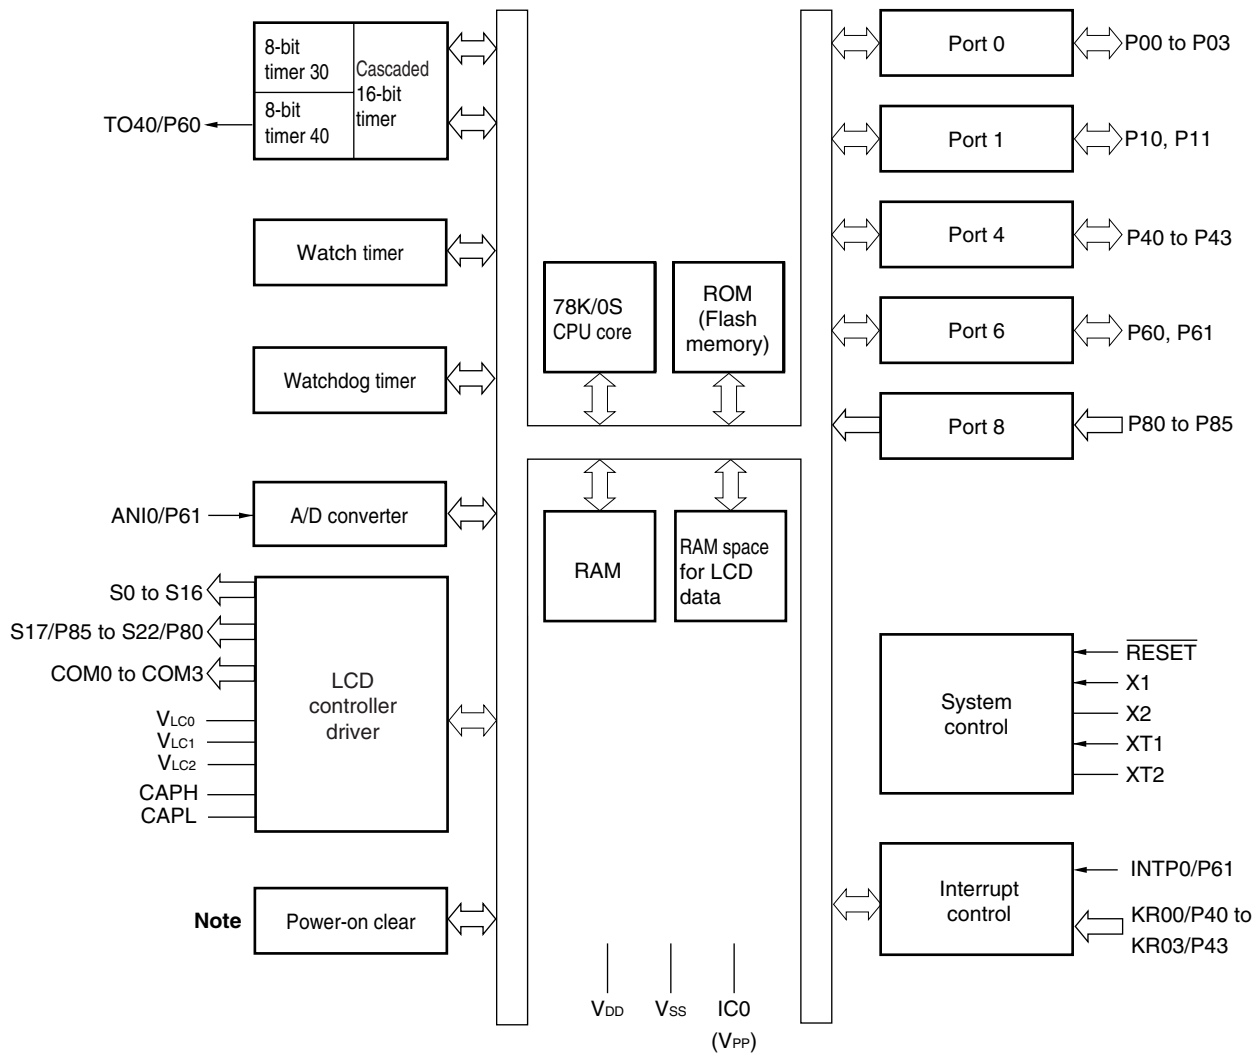 8-bit
timer 30
8-bit
timer 40
Cascaded
16-bit
timer
TO40/P60
Watch timer
Watchdog timer
ANI0/P61
A/D converter
S0 to S16
S17/P85 to S22/P80
COM0 to COM3
VLC0
VLC1
VLC2
CAPH
CAPL
LCD
controller
driver
Note
Power-on clear
78K/0S
CPU core
ROM
(Flash
memory)
RAM
RAM space
for LCD
data
VDD
VSS
IC0
(VPP)
Port 0
P00 to P03
Port 1
P10, P11
Port 4
P40 to P43
Port 6
P60, P61
Port 8
P80 to P85
System
control
RESET
X1
X2
XT1
XT2
Interrupt
control
INTP0/P61
KR00/P40 to
KR03/P43